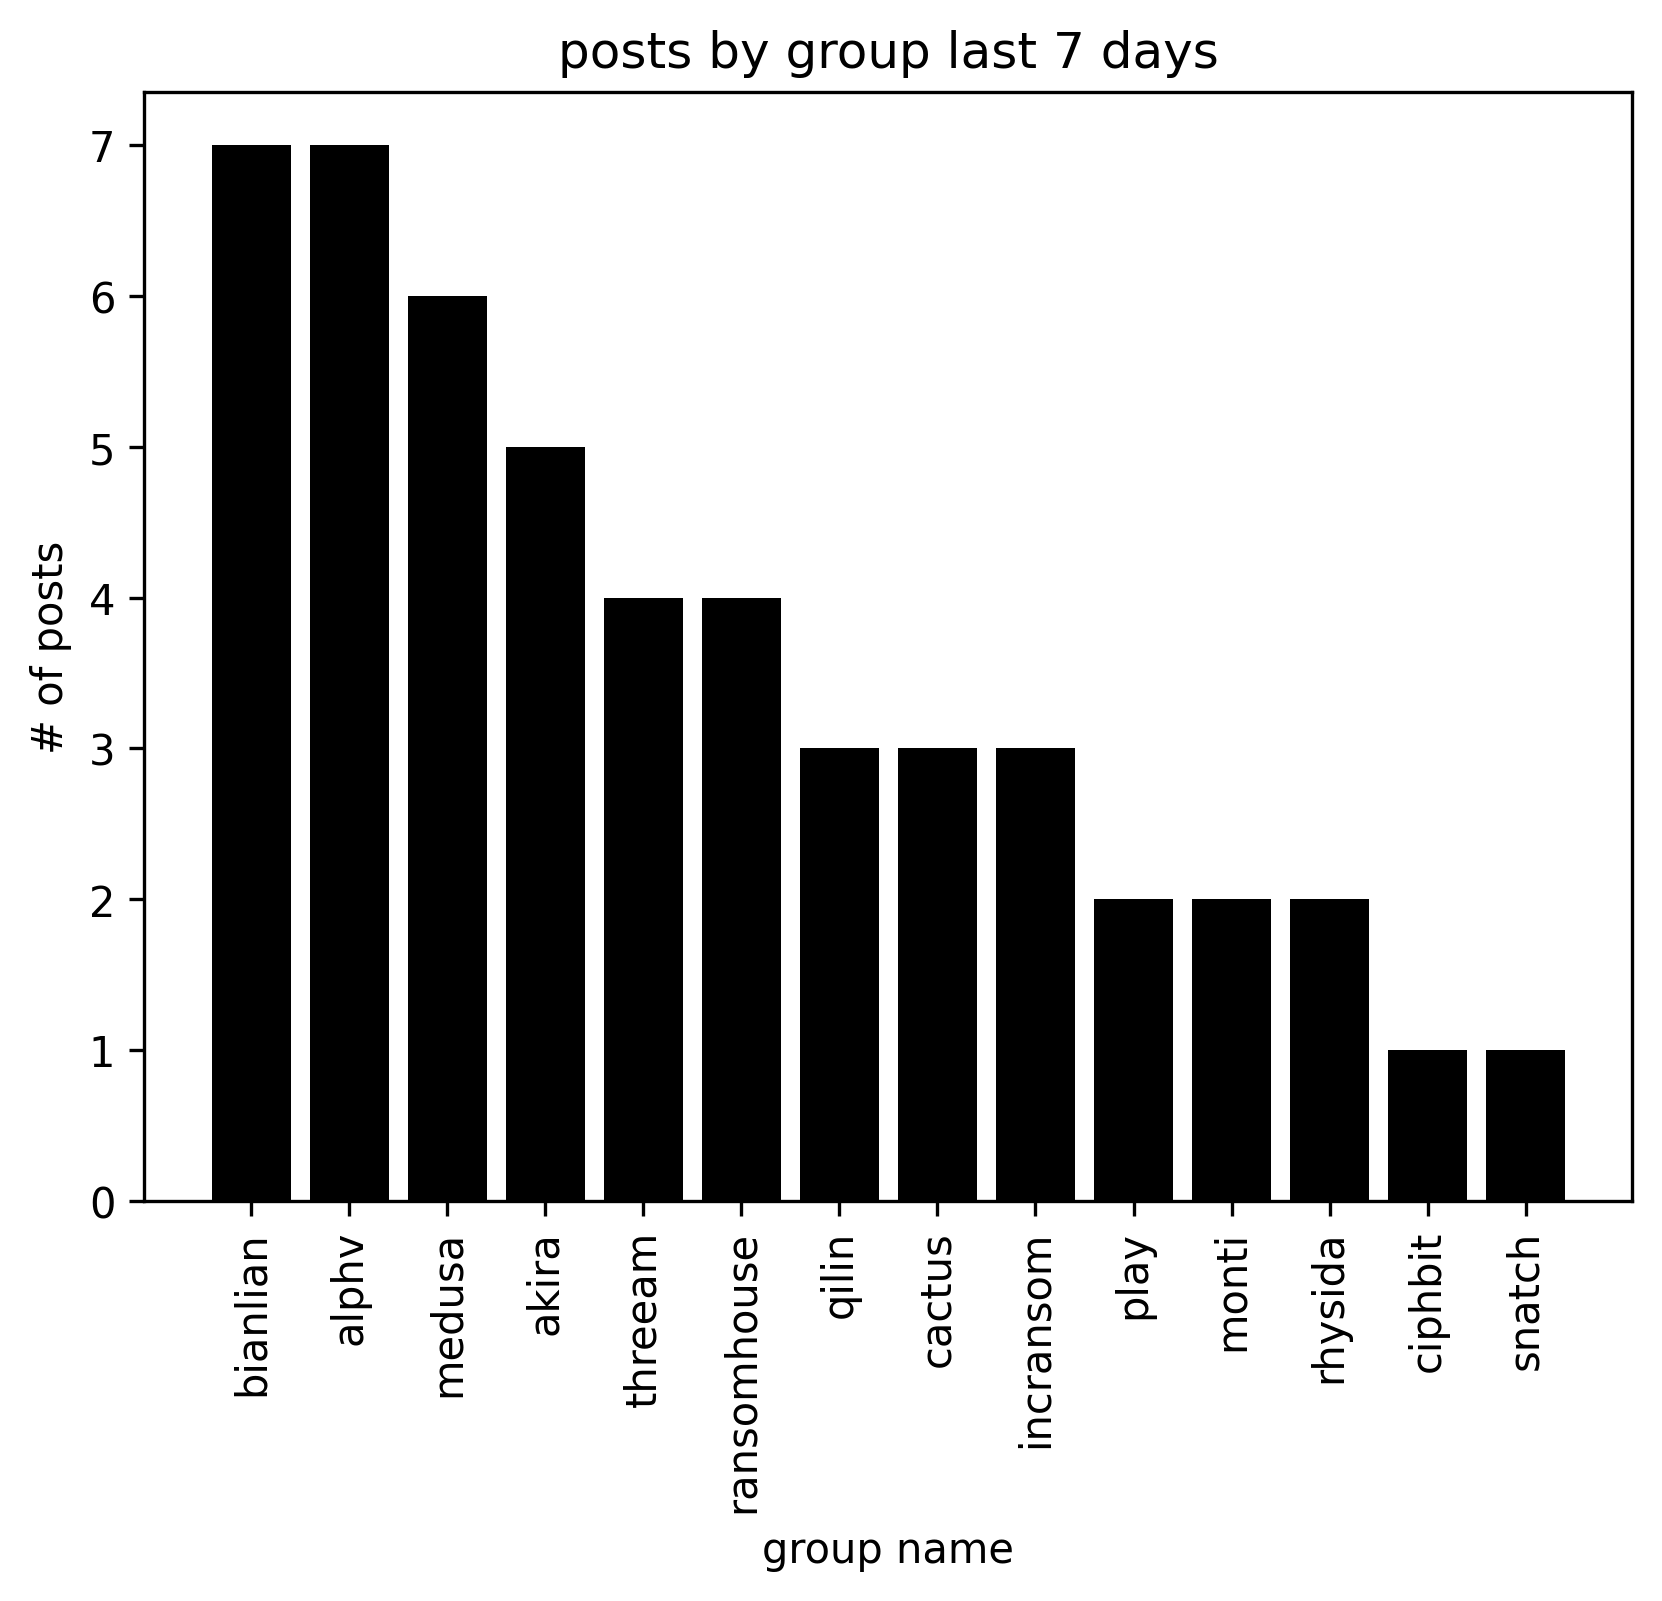 posts by group last 7 days
# of posts
7
6
5
4
3
2
1
0
bianlian
alphv
medusa
akira
threeam
ransomhouse
qilin
cactus
incransom
play
monti
rhysida
ciphbit
snatch
group name